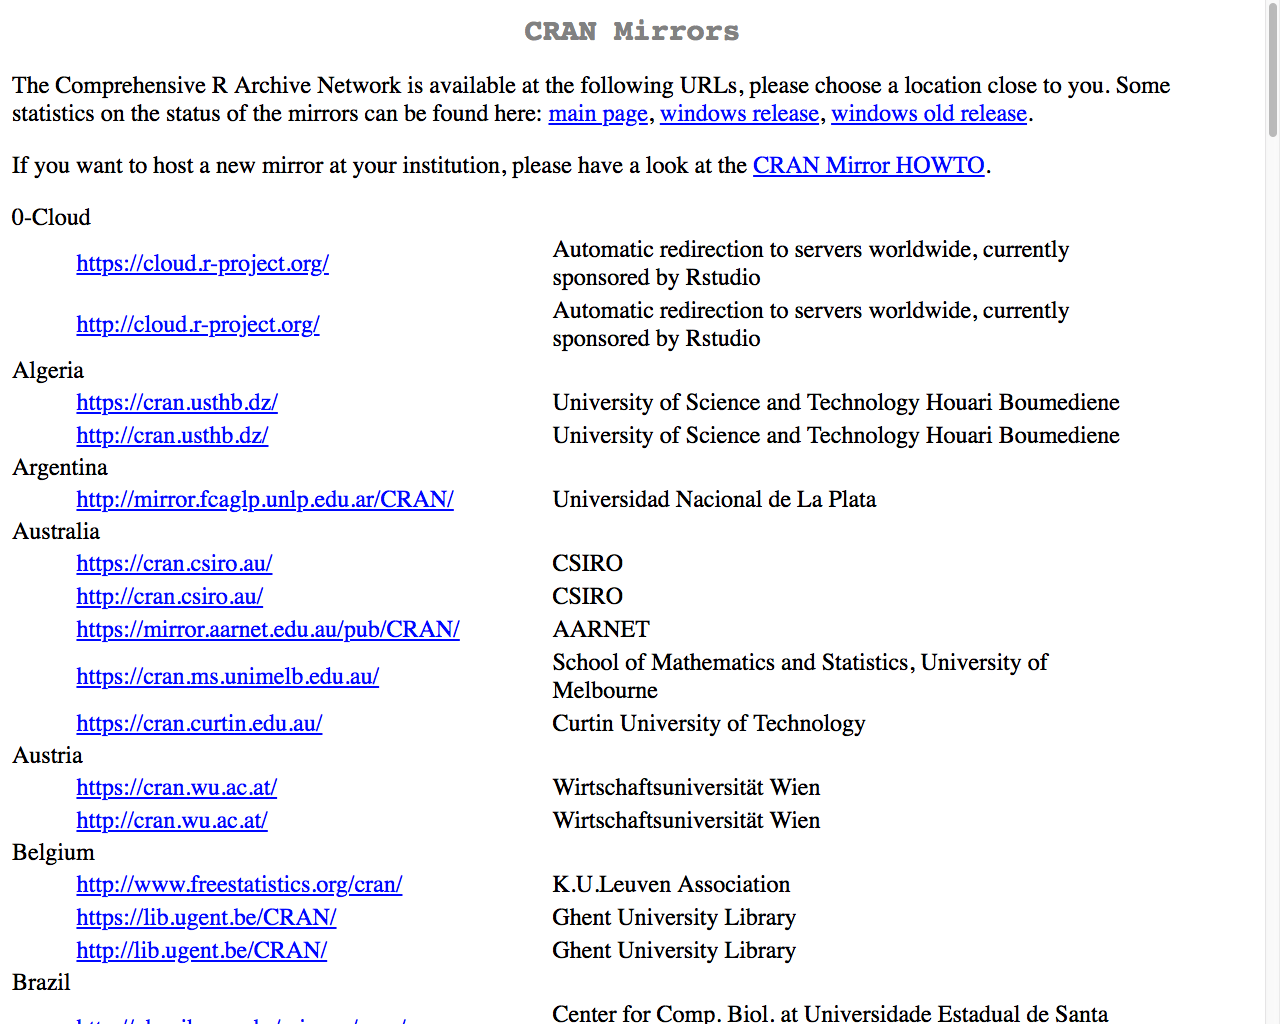 CRAN Mirrors
The Comprehensive R Archive Network is available at the following URLs, please choose a location close to you. Some
statistics on the status of the mirrors can be found here: main page, windows release, windows old release.
If you want to host a new mirror at your institution, please have a look at the CRAN Mirror HOWTO.
0-Cloud
https://cloud.r-project.org/ Automatic redirection to servers worldwide, currently
sponsored by Rstudio
http://cloud.r-project.org/ Automatic redirection to servers worldwide, currently
sponsored by Rstudio
Algeria
https://cran.usthb.dz/ University of Science and Technology Houari Boumediene
http://cran.usthb.dz/ University of Science and Technology Houari Boumediene
Argentina
http://mirror.fcaglp.unlp.edu.ar/CRAN/ Universidad Nacional de La Plata
Australia
https://cran.csiro.au/ CSIRO
http://cran.csiro.au/ CSIRO
https://mirror.aarnet.edu.au/pub/CRAN/ AARNET
https://cran.ms.unimelb.edu.au/ School of Mathematics and Statistics, University of
Melbourne
https://cran.curtin.edu.au/ Curtin University of Technology
Austria
https://cran.wu.ac.at/ Wirtschaftsuniversität Wien
http://cran.wu.ac.at/ Wirtschaftsuniversität Wien
Belgium
http://www.freestatistics.org/cran/ K.U.Leuven Association
https://lib.ugent.be/CRAN/ Ghent University Library
http://lib.ugent.be/CRAN/ Ghent University Library
Brazil
Center for Comp. Biol. at Universidade Estadual de Santa